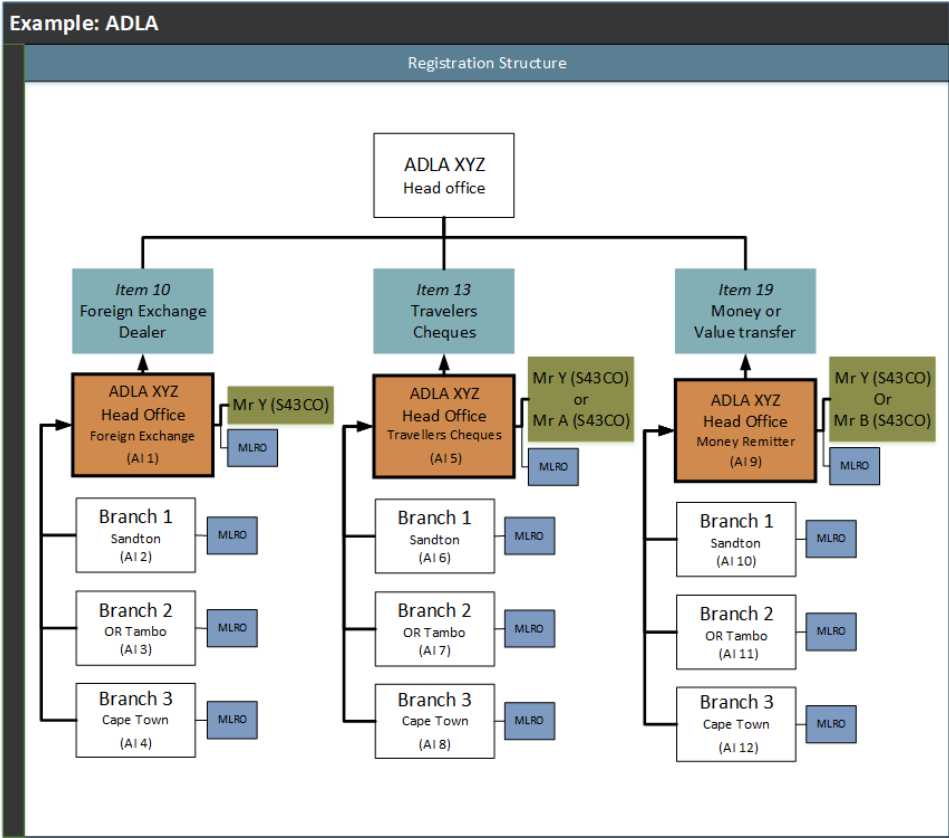 Example: ADLA
Registration Structure
ADLA XYZ
Head office
Item 10
Foreign Exchange
Dealer
Item 13
Travelers
Cheques
Item 19
Money or
Value transfer
ADLA XYZ
Head Office
Foreign Exchange
(AI 1)
Mr Y (S43CO)
MLRO
ADLA XYZ
Head Office
Travellers Cheques
(AI 5)
Mr Y (S43CO)
or
Mr A (S43CO)
MLRO
ADLA XYZ
Head Office
Money Remitter
(AI 9)
Mr Y (S43CO)
Or
Mr B (S43CO)
MLRO
Branch 1
Sandton
(AI 2)
MLRO
Branch 1
Sandton
(AI 6)
MLRO
Branch 1
Sandton
(AI 10)
MLRO
Branch 2
OR Tambo
(AI 3)
MLRO
Branch 2
OR Tambo
(AI 7)
MLRO
Branch 2
OR Tambo
(AI 11)
MLRO
Branch 3
Cape Town
(AI 4)
MLRO
Branch 3
Cape Town
(AI 8)
MLRO
Branch 3
Cape Town
(AI 12)
MLRO